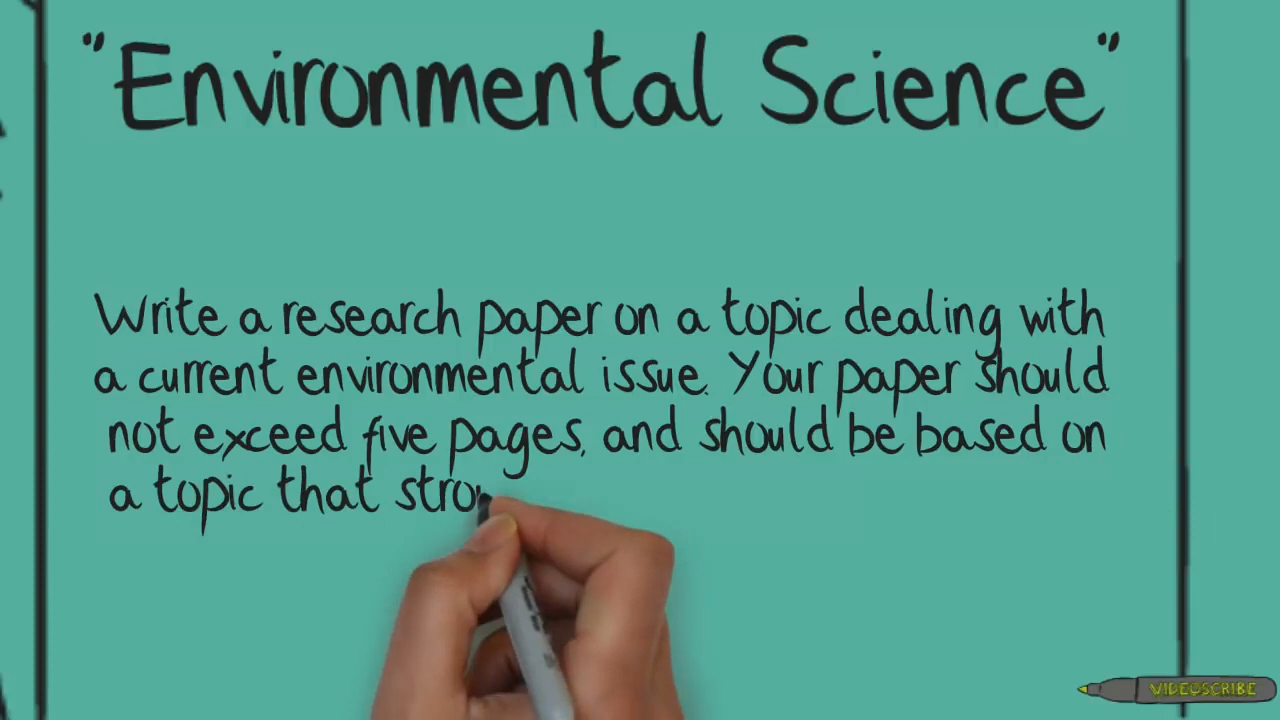 "Environmental Science"
Write a research paper on a topic dealing with
a current environmental issue. Your paper should
not exceed five pages, and should be based on
a topic that
VIDEOSCRIBE